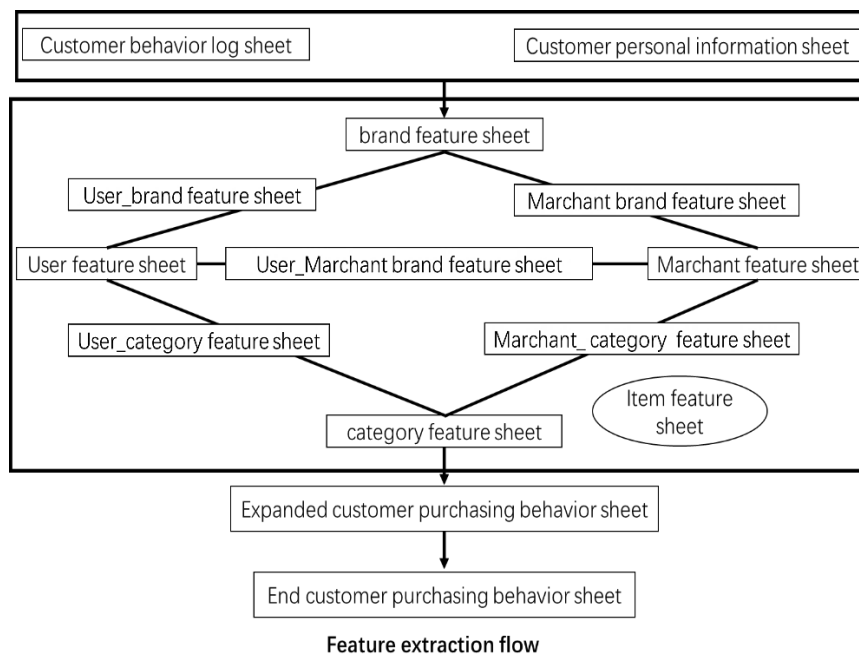 Customer behavior log sheet
Customer personal information sheet
brand feature sheet
User_brand feature sheet
Marchant brand feature sheet
User feature sheet
User_Marchant brand feature sheet
Marchant feature sheet
User_category feature sheet
Marchant_ category feature sheet
Item feature
sheet
category feature sheet
Expanded customer purchasing behavior sheet
End customer purchasing behavior sheet
Feature extraction flow